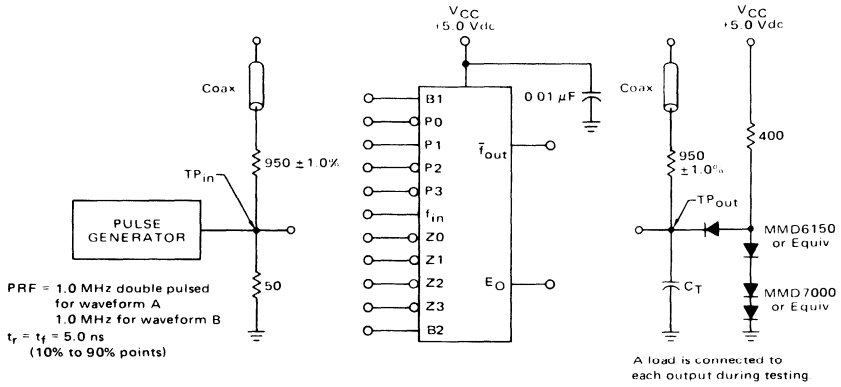 VCC
+5.0 Vdc
VCC
+5.0 Vdc
Coax
950 ±1.0%
TPin
PULSE
GENERATOR
50
PRF = 1.0 MHz double pulsed
for waveform A
1.0 MHz for waveform B
tr = tf = 5.0 ns
(10% to 90% points)
B1
P0
P1
P2
P3
fin
Z0
Z1
Z2
Z3
B2
f̅out
EO
0.01 µF
Coax
950
±1.0%
TPout
400
MMD6150
or Equiv
CT
MMD7000
or Equiv
A load is connected to
each output during testing.